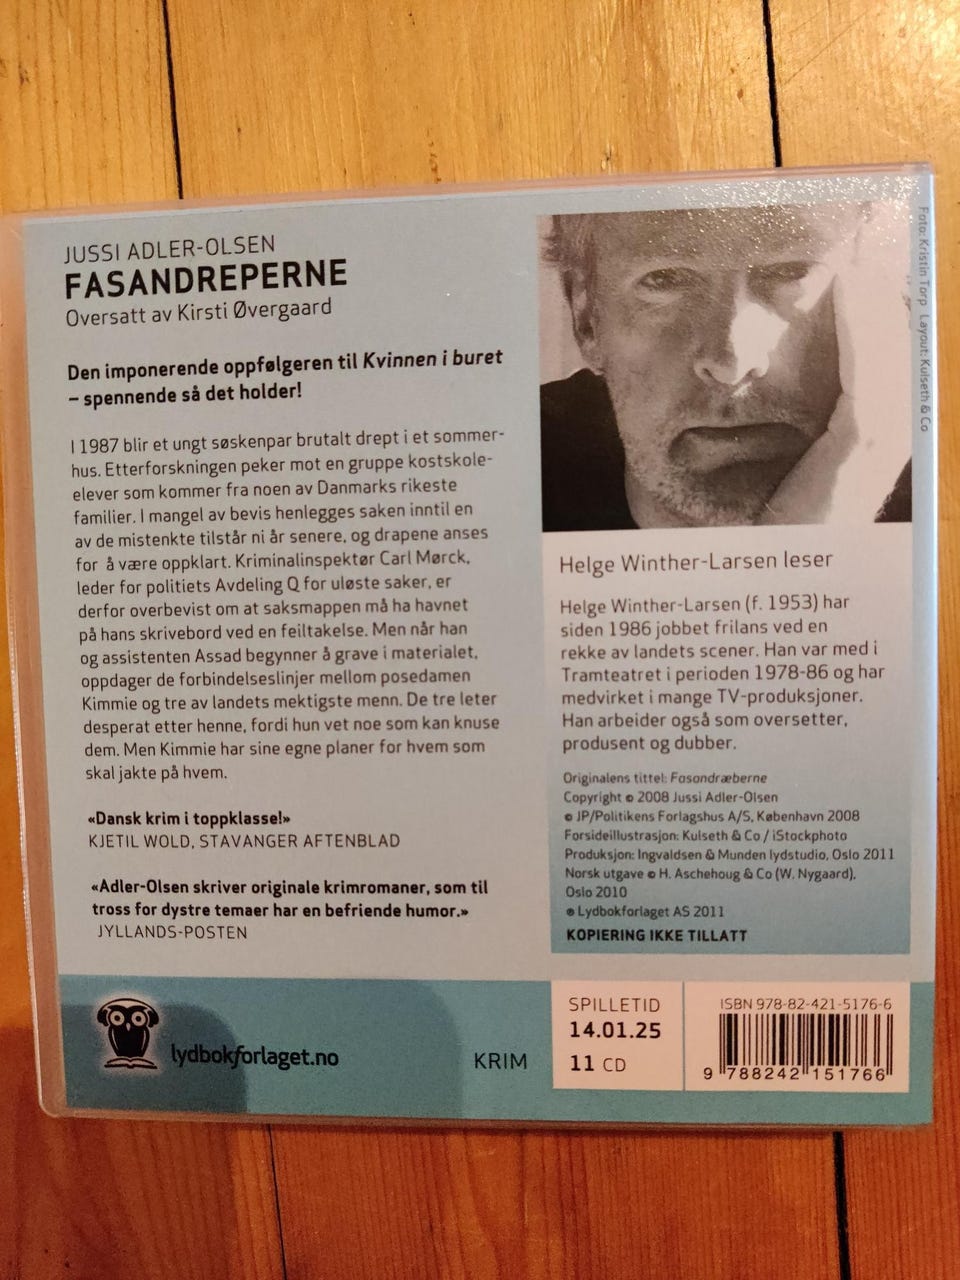 JUSSI ADLER-OLSEN
FASANDREPERNE
Oversatt av Kirsti Øvergaard
Den imponerende oppfølgeren til Kvinnen i buret
– spennende så det holder!
I 1987 blir et ungt søskenpar brutalt drept i et sommer-
hus. Etterforskningen peker mot en gruppe kostskole-
elever som kommer fra noen av Danmarks rikeste
familier. I mangel av bevis henlegges saken inntil en
av de mistenkte tilstår ni år senere, og drapene anses
for å være oppklart. Kriminalinspektør Carl Mørck,
leder for politiets Avdeling Q for uløste saker, er
derfor overbevist om at saksmappen må ha havnet
på hans skrivebord ved en feiltakelse. Men når han
og assistenten Assad begynner å grave i materialet,
oppdager de forbindelseslinjer mellom posedamen
Kimmie og tre av landets mektigste menn. De tre leter
desperat etter henne, fordi hun vet noe som kan knuse
dem. Men Kimmie har sine egne planer for hvem som
skal jakte på hvem.
«Dansk krim i toppklasse!»
KJETIL WOLD, STAVANGER AFTENBLAD
«Adler-Olsen skriver originale krimromaner, som til
tross for dystre temaer har en befriende humor.»
JYLLANDS-POSTEN
Foto: Kristin Torp Layout: Kulseth & Co
Helge Winther-Larsen leser
Helge Winther-Larsen (f. 1953) har
siden 1986 jobbet frilans ved en
rekke av landets scener. Han var med i
Tramteatret i perioden 1978-86 og har
medvirket i mange TV-produksjoner.
Han arbeider også som oversetter,
produsent og dubber.
Originalens tittel: Fasandræberne
Copyright © 2008 Jussi Adler-Olsen
© JP/Politikens Forlagshus A/S, København 2008
Forsideillustrasjon: Kulseth & Co / iStockphoto
Produksjon: Ingvaldsen & Munden lydstudio, Oslo 2011
Norsk utgave © H. Aschehoug & Co (W. Nygaard),
Oslo 2010
℗ Lydbokforlaget AS 2011
KOPIERING IKKE TILLATT
lydbokforlaget.no
KRIM
SPILLETID
14.01.25
11 CD
ISBN 978-82-421-5176-6
9 788242 151766